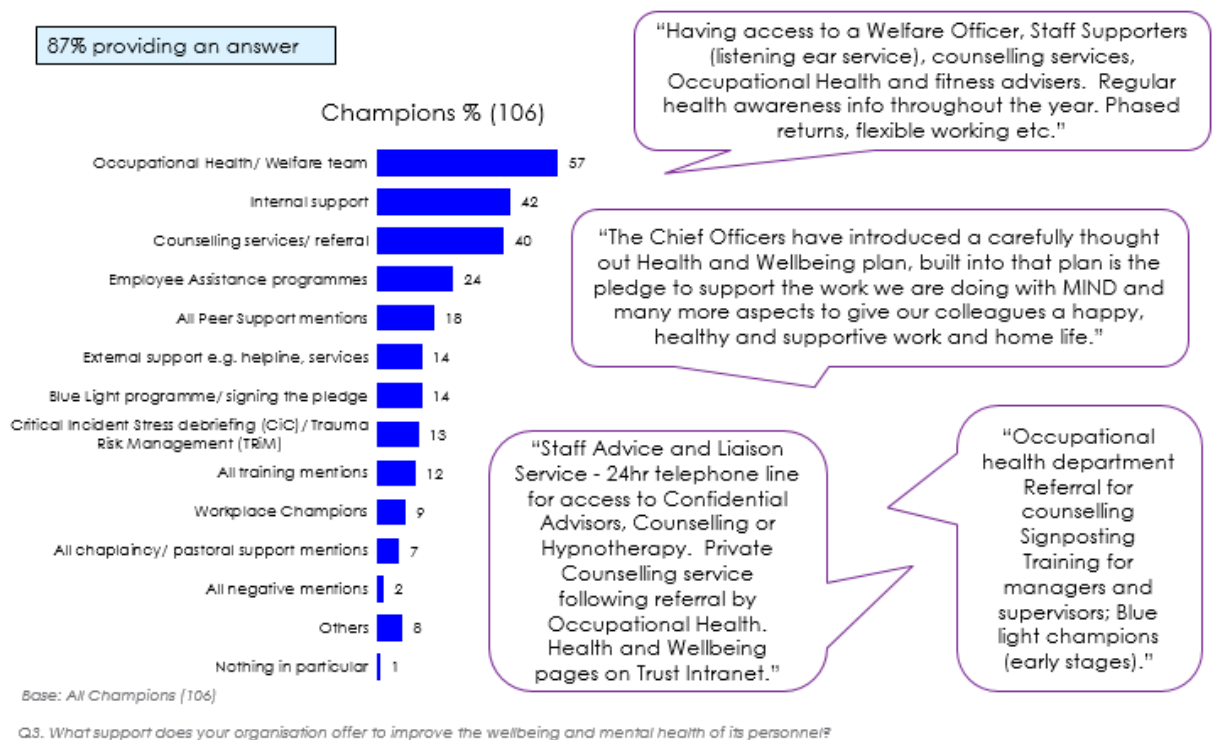 87% providing an answer
Champions % (106)
Occupational Health/ Welfare team
57
Internal support
42
Counselling services/ referral
40
Employee Assistance programmes
24
All Peer Support mentions
18
External support e.g. helpline, services
14
Blue Light programme/ signing the pledge
14
Critical Incident Stress debriefing (CiC)/ Trauma
Risk Management (TRiM)
13
All training mentions
12
Workplace Champions
9
All chaplaincy/ pastoral support mentions
7
All negative mentions
2
Others
8
Nothing in particular
1
“Having access to a Welfare Officer, Staff Supporters
(listening ear service), counselling services,
Occupational Health and fitness advisers.  Regular
health awareness info throughout the year. Phased
returns, flexible working etc.”
“The Chief Officers have introduced a carefully thought
out Health and Wellbeing plan, built into that plan is the
pledge to support the work we are doing with MIND and
many more aspects to give our colleagues a happy,
healthy and supportive work and home life.”
“Staff Advice and Liaison
Service - 24hr telephone line
for access to Confidential
Advisors, Counselling or
Hypnotherapy.  Private
Counselling service
following referral by
Occupational Health.
Health and Wellbeing
pages on Trust Intranet.”
“Occupational
health department
Referral for
counselling
Signposting
Training for
managers and
supervisors; Blue
light champions
(early stages).”
Base: All Champions (106)
Q3. What support does your organisation offer to improve the wellbeing and mental health of its personnel?